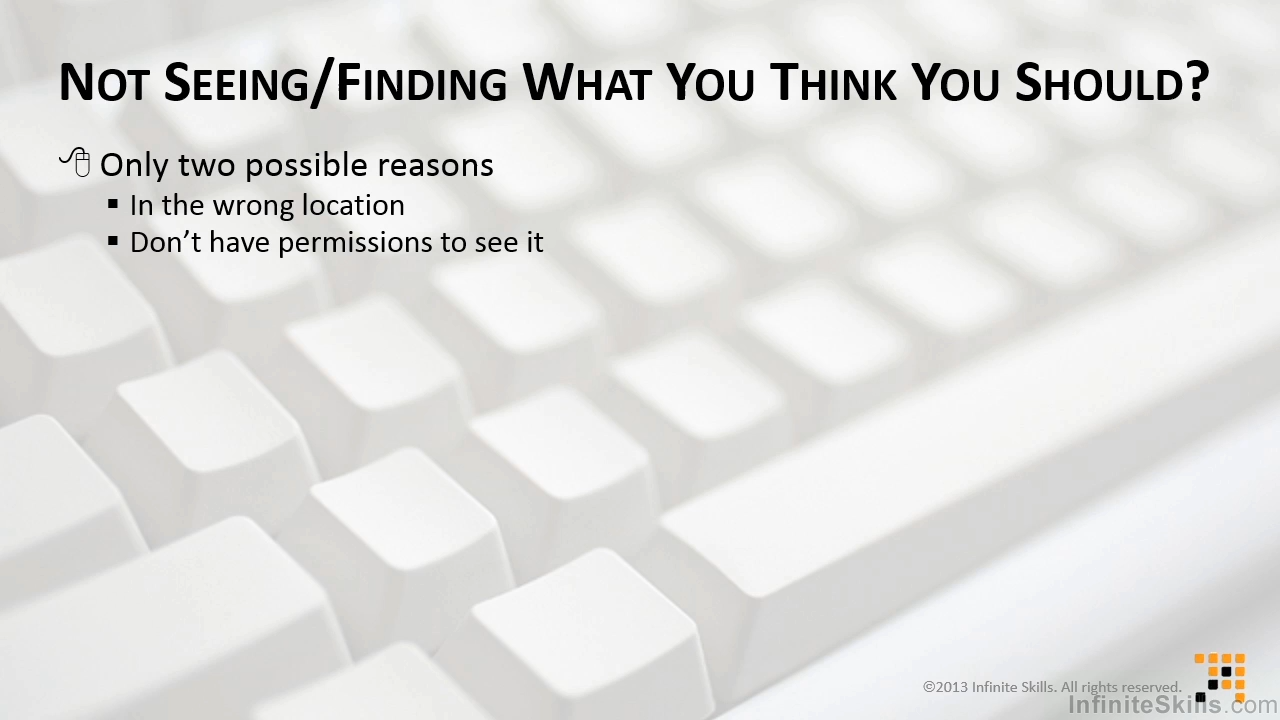 Not Seeing/Finding What You Think You Should?
Only two possible reasons
In the wrong location
Don’t have permissions to see it
©2013 Infinite Skills. All rights reserved.
InfiniteSkills.com